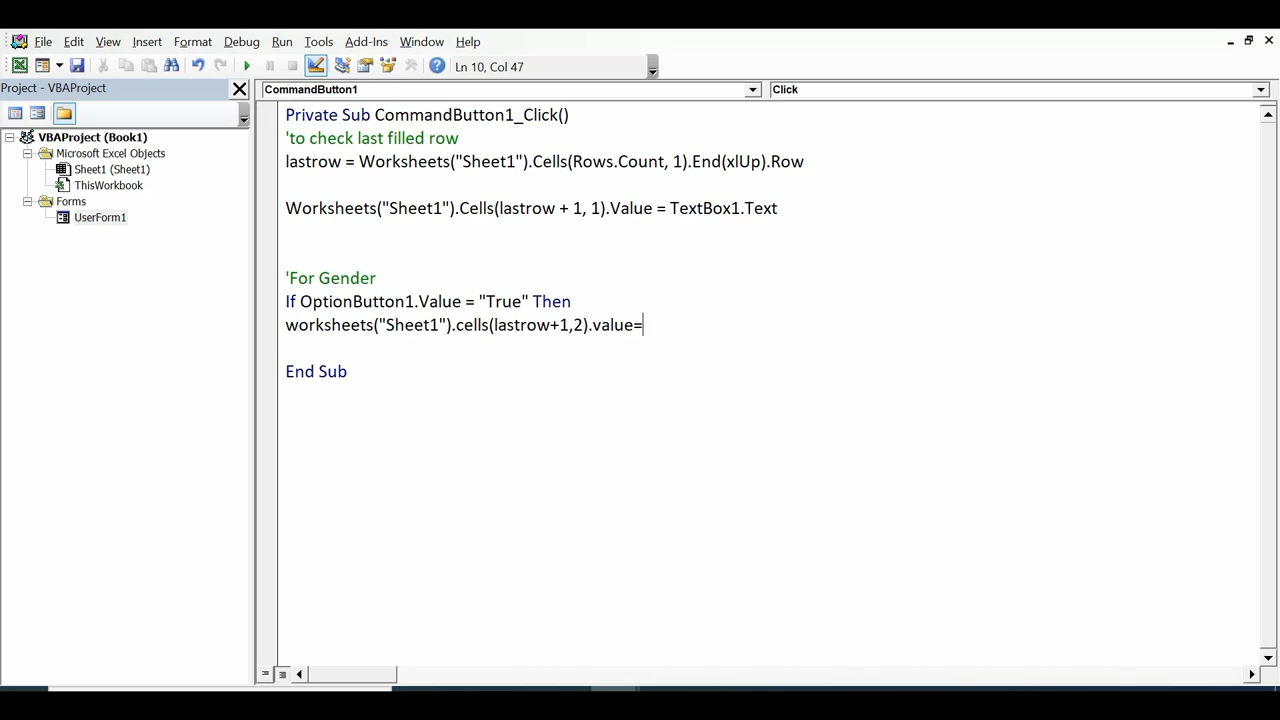 File Edit View Insert Format Debug Run Tools Add-Ins Window Help
Ln 10, Col 47
Project - VBAProject
CommandButton1
Click
VBAProject (Book1)
Microsoft Excel Objects
Sheet1 (Sheet1)
ThisWorkbook
Forms
UserForm1
Private Sub CommandButton1_Click()
'to check last filled row
lastrow = Worksheets("Sheet1").Cells(Rows.Count, 1).End(xlUp).Row
Worksheets("Sheet1").Cells(lastrow + 1, 1).Value = TextBox1.Text
'For Gender
If OptionButton1.Value = "True" Then
worksheets("Sheet1").cells(lastrow+1,2).value=
End Sub